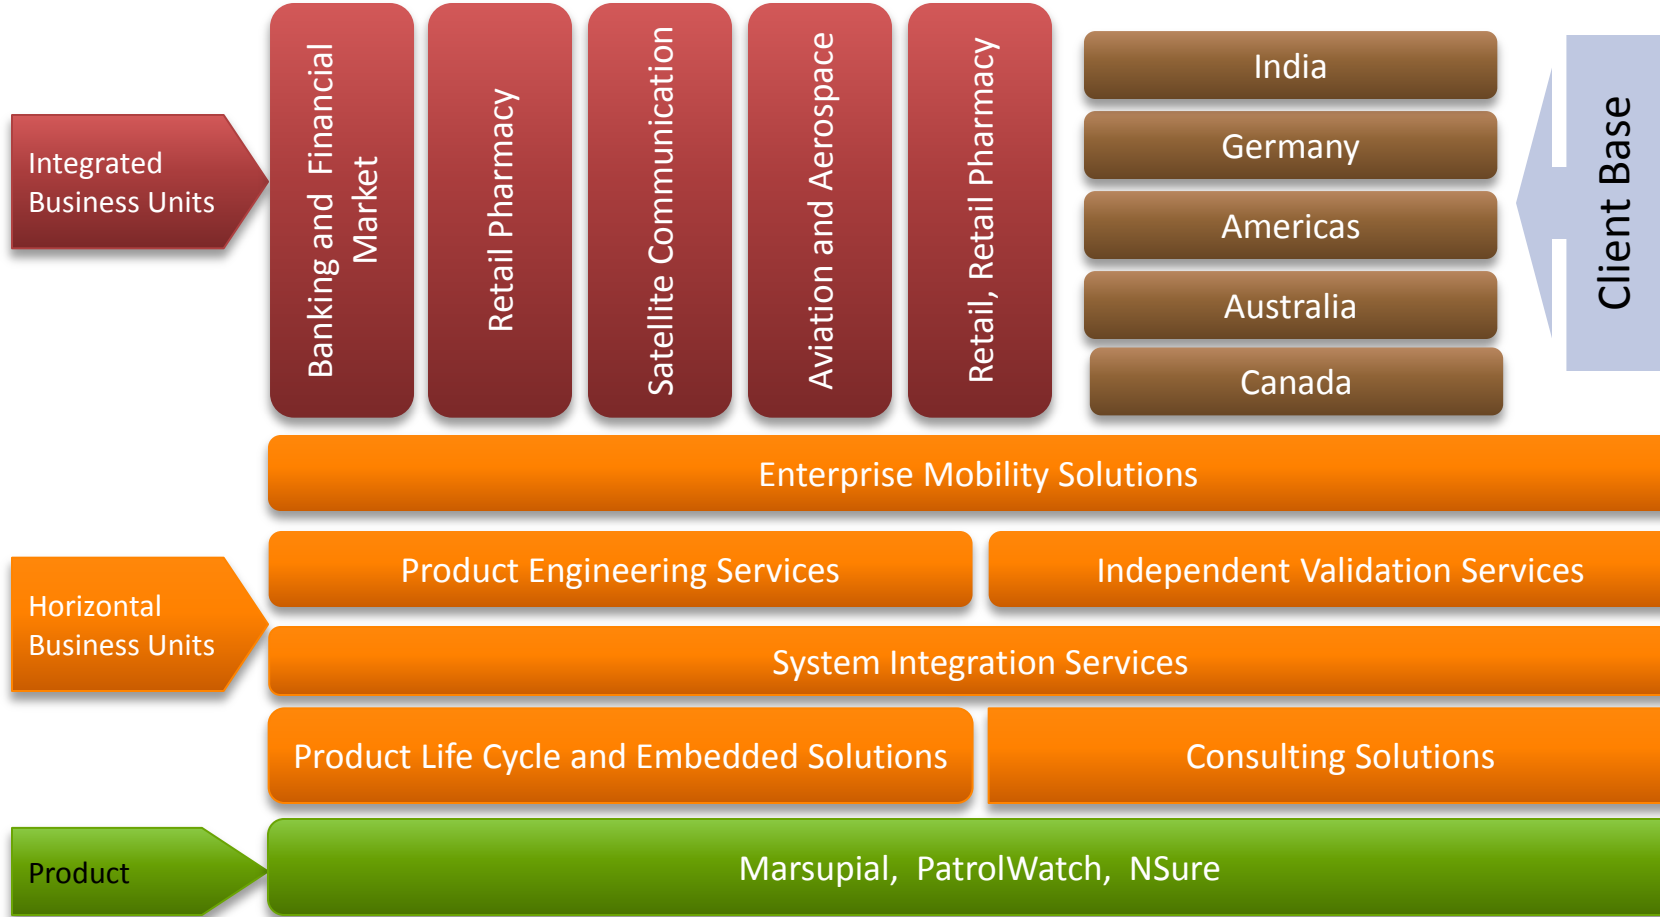 Integrated
Business Units
Banking and  Financial
Market
Retail Pharmacy
Satellite Communication
Aviation and Aerospace
Retail, Retail Pharmacy
India
Germany
Americas
Australia
Canada
Client Base
Enterprise Mobility Solutions
Horizontal
Business Units
Product Engineering Services
Independent Validation Services
System Integration Services
Product Life Cycle and Embedded Solutions
Consulting Solutions
Product
Marsupial,  PatrolWatch,  NSure